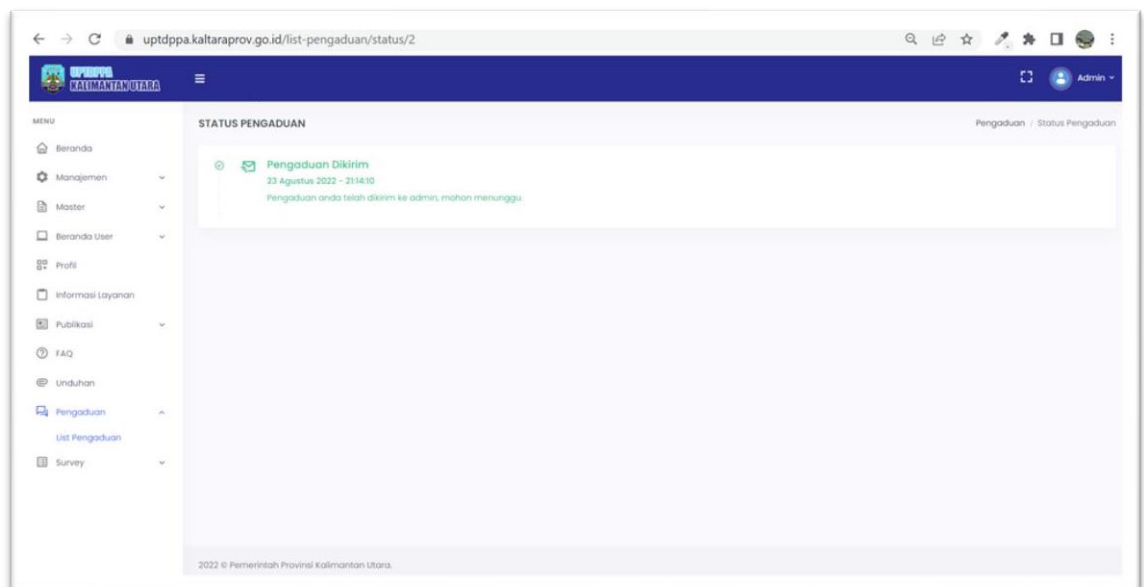 uptdppa.kaltaraprov.go.id/list-pengaduan/status/2
UPTDPPA
KALIMANTAN UTARA
Admin
MENU
STATUS PENGADUAN
Pengaduan / Status Pengaduan
Beranda
Manajemen
Master
Beranda User
Profil
Informasi Layanan
Publikasi
FAQ
Unduhan
Pengaduan
List Pengaduan
Survey
Pengaduan Dikirim
23 Agustus 2022 - 21:14:10
Pengaduan anda telah dikirim ke admin, mohon menunggu.
2022 © Pemerintah Provinsi Kalimantan Utara.